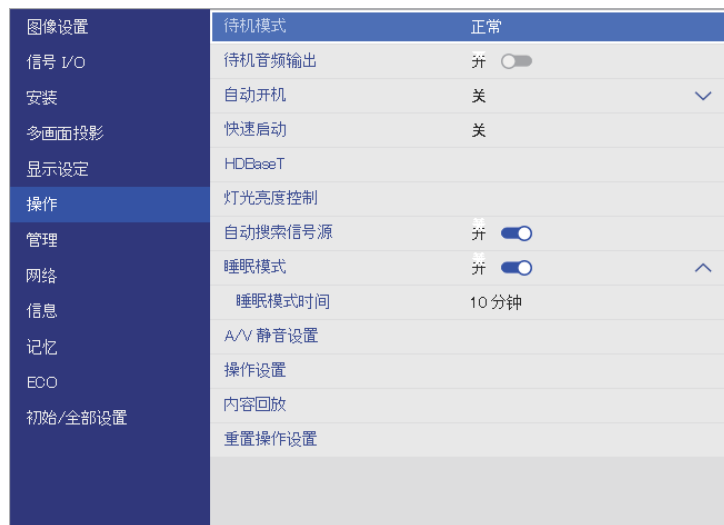 图像设置
信号 I/O
安装
多画面投影
显示设定
操作
管理
网络
信息
记忆
ECO
初始/全部设置
待机模式 正常
待机音频输出 开
自动开机 关
快速启动 关
HDBaseT
灯光亮度控制
自动搜索信号源 开
睡眠模式 开
睡眠模式时间 10 分钟
A/V 静音设置
操作设置
内容回放
重置操作设置